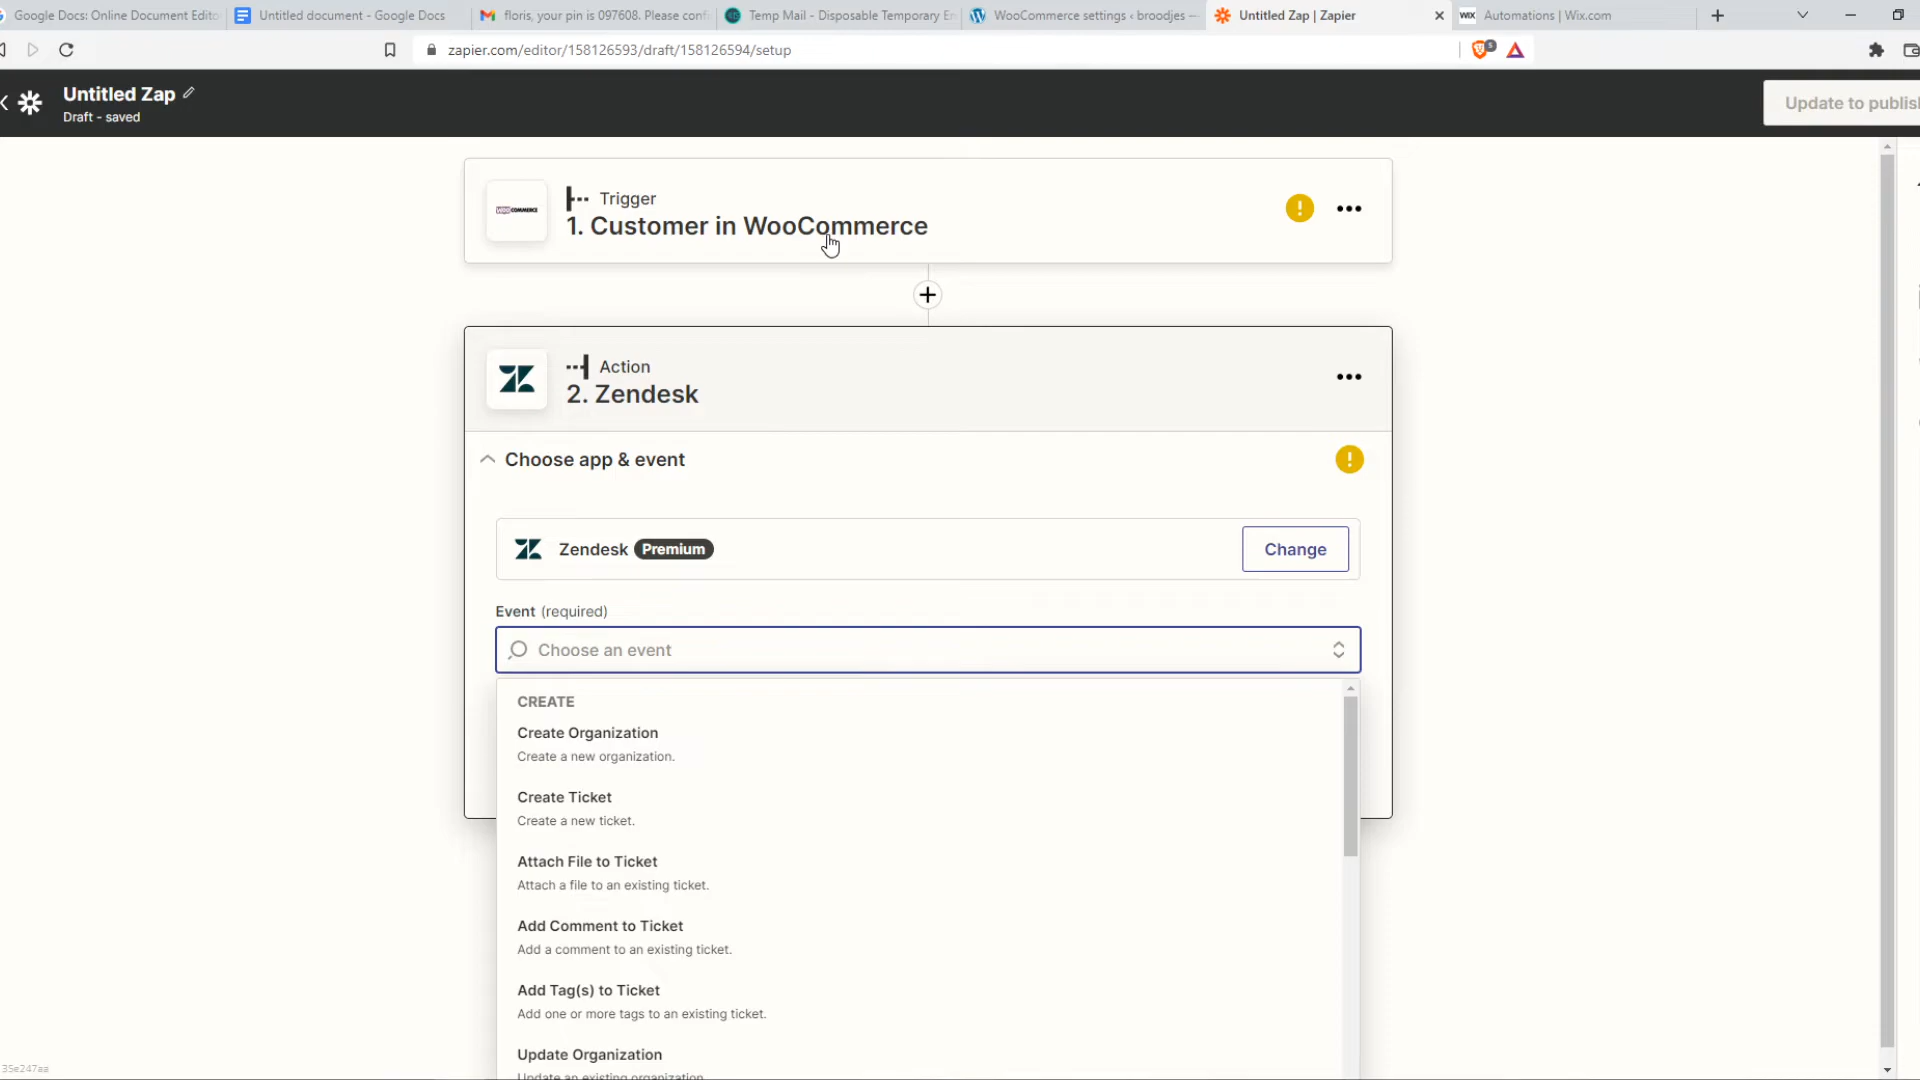 Google Docs: Online Document Edito
Untitled document - Google Docs
floris, your pin is 097608. Please conf
Temp Mail - Disposable Temporary E
WooCommerce settings ‹ broodjes —
Untitled Zap | Zapier
WIX
Automations | Wix.com
zapier.com/editor/158126593/draft/158126594/setup
5
Untitled Zap
Draft - saved
Update to publish
WOO COMMERCE
Trigger
1. Customer in WooCommerce
Action
2. Zendesk
Choose app & event
Zendesk Premium
Change
Event (required)
Choose an event
CREATE
Create Organization
Create a new organization.
Create Ticket
Create a new ticket.
Attach File to Ticket
Attach a file to an existing ticket.
Add Comment to Ticket
Add a comment to an existing ticket.
Add Tag(s) to Ticket
Add one or more tags to an existing ticket.
Update Organization
Update an existing organization
35e247aa